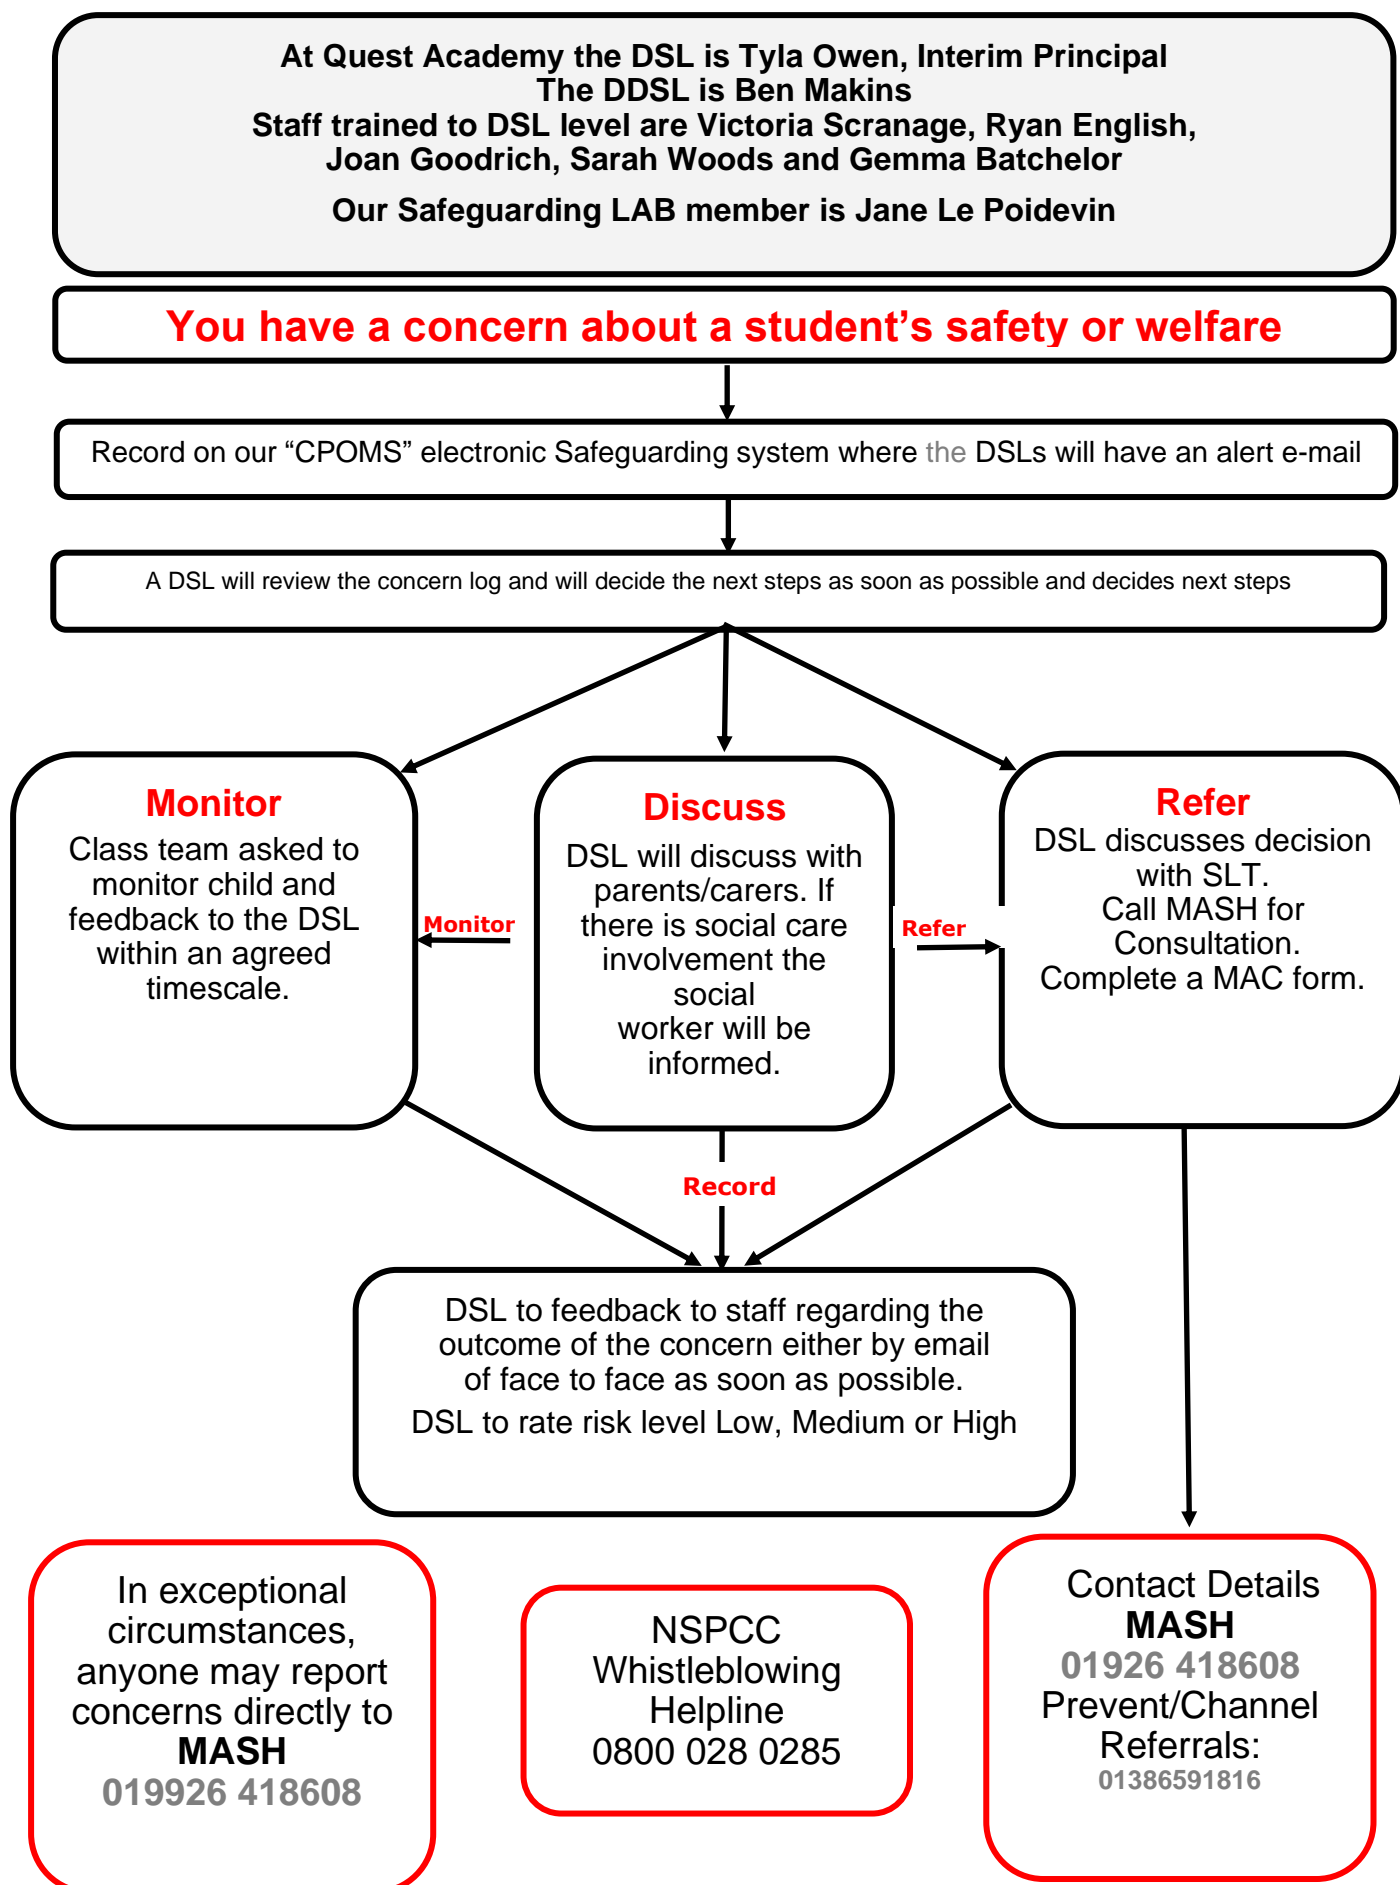 At Quest Academy the DSL is Tyla Owen, Interim Principal
The DDSL is Ben Makins
Staff trained to DSL level are Victoria Scranage, Ryan English,
Joan Goodrich, Sarah Woods and Gemma Batchelor
Our Safeguarding LAB member is Jane Le Poidevin
You have a concern about a student’s safety or welfare
Record on our “CPOMS” electronic Safeguarding system where the DSLs will have an alert e-mail
A DSL will review the concern log and will decide the next steps as soon as possible and decides next steps
Monitor
Class team asked to
monitor child and
feedback to the DSL
within an agreed
timescale.
Monitor
Discuss
DSL will discuss with
parents/carers. If
there is social care
involvement the
social
worker will be
informed.
Refer
Refer
DSL discusses decision
with SLT.
Call MASH for
Consultation.
Complete a MAC form.
Record
DSL to feedback to staff regarding the
outcome of the concern either by email
of face to face as soon as possible.
DSL to rate risk level Low, Medium or High
In exceptional
circumstances,
anyone may report
concerns directly to
MASH
019926 418608
NSPCC
Whistleblowing
Helpline
0800 028 0285
Contact Details
MASH
01926 418608
Prevent/Channel
Referrals:
01386591816